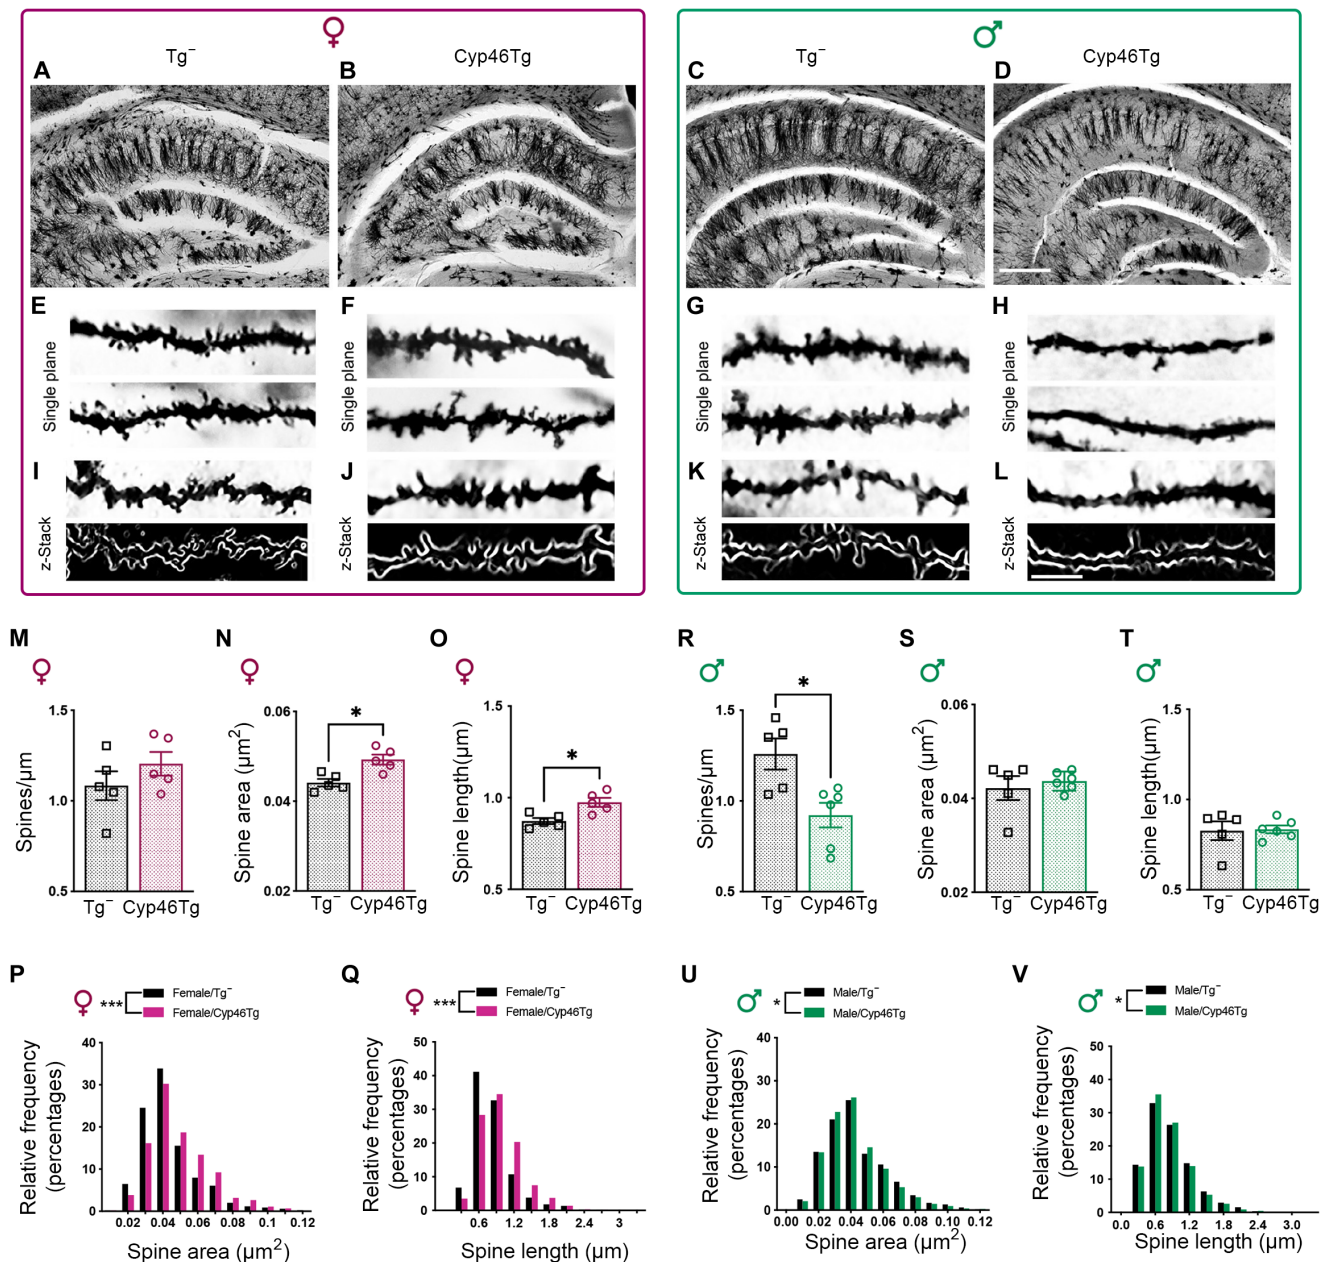 ♀
♂
Tg⁻
Cyp46Tg
Tg⁻
Cyp46Tg
A
B
C
D
E
F
G
H
Single plane
Single plane
Single plane
Single plane
I
J
K
L
z-Stack
z-Stack
z-Stack
z-Stack
M
N
O
R
S
T
♀
♀
♀
♂
♂
♂
Spines/µm
1.5
1.0
0.5
Tg⁻ Cyp46Tg
Spine area (µm²)
0.06
0.04
0.02
*
Tg⁻ Cyp46Tg
Spine length(µm)
1.5
1.0
0.5
*
Tg⁻ Cyp46Tg
Spines/µm
1.5
1.0
0.5
*
Tg⁻ Cyp46Tg
Spine area (µm²)
0.06
0.04
0.02
Tg⁻ Cyp46Tg
Spine length(µm)
1.5
1.0
0.5
Tg⁻ Cyp46Tg
P
♀
***
Female/Tg⁻
Female/Cyp46Tg
Relative frequency
(percentages)
40
30
20
10
0
0.02 0.04 0.06 0.08 0.10 0.12
Spine area (µm²)
Q
♀
***
Female/Tg⁻
Female/Cyp46Tg
Relative frequency
(percentages)
50
40
30
20
10
0
0.6 1.2 1.8 2.4 3
Spine length (µm)
U
♂
*
Male/Tg⁻
Male/Cyp46Tg
Relative frequency
(percentages)
40
30
20
10
0
0.00 0.02 0.04 0.06 0.08 0.10 0.12
Spine area (µm²)
V
♂
*
Male/Tg⁻
Male/Cyp46Tg
Relative frequency
(percentages)
50
40
30
20
10
0
0.0 0.6 1.2 1.8 2.4 3.0
Spine length (µm)